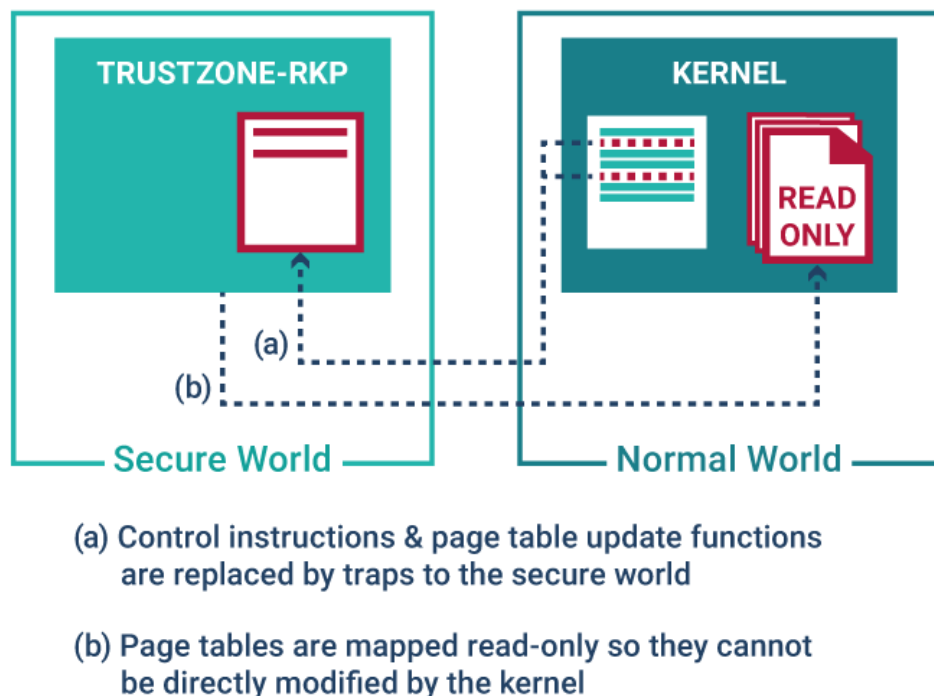 TRUSTZONE-RKP
KERNEL
READ
ONLY
(a)
(b)
Secure World
Normal World
(a) Control instructions & page table update functions
are replaced by traps to the secure world
(b) Page tables are mapped read-only so they cannot
be directly modified by the kernel